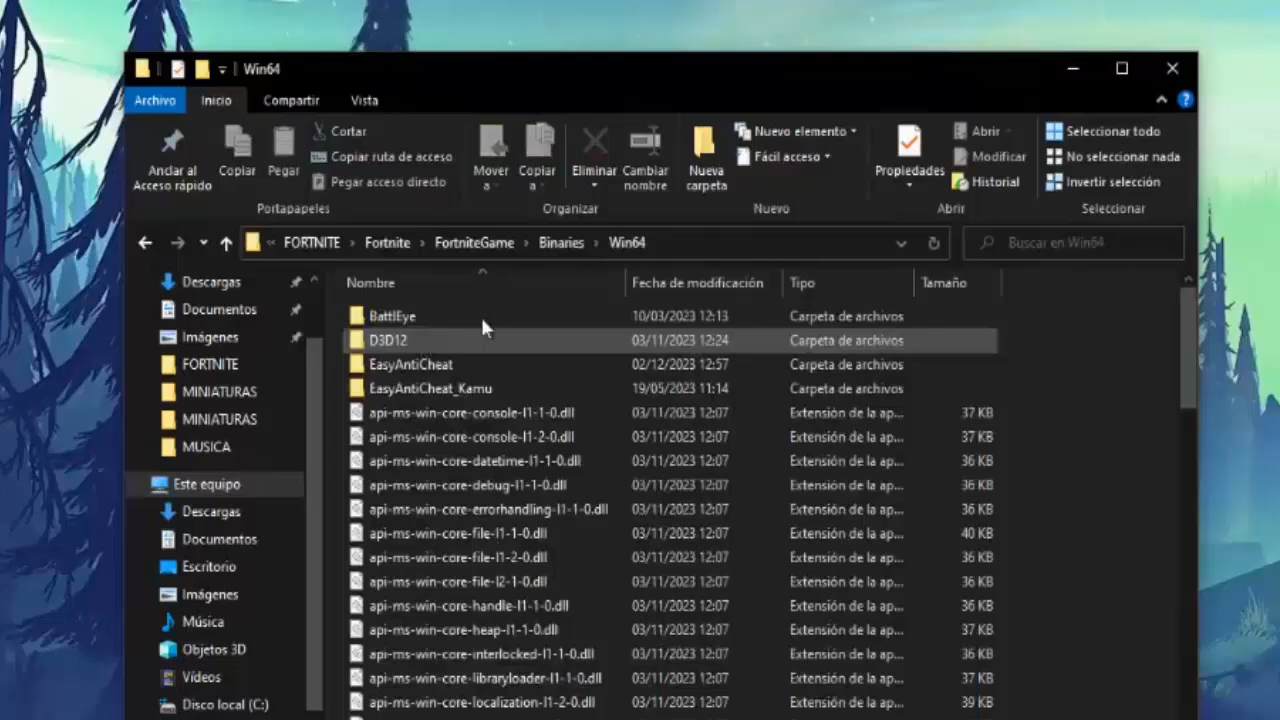 Win64
Archivo Inicio Compartir Vista
Anclar al Acceso rápido
Copiar
Pegar
Cortar
Copiar ruta de acceso
Pegar acceso directo
Portapapeles
Mover a
Copiar a
Eliminar
Cambiar nombre
Organizar
Nueva carpeta
Nuevo elemento
Fácil acceso
Nuevo
Propiedades
Abrir
Modificar
Historial
Abrir
Seleccionar todo
No seleccionar nada
Invertir selección
Seleccionar
« FORTNITE › Fortnite › FortniteGame › Binaries › Win64
Buscar en Win64
Descargas
Documentos
Imágenes
FORTNITE
MINIATURAS
MINIATURAS
MUSICA
Este equipo
Descargas
Documentos
Escritorio
Imágenes
Música
Objetos 3D
Vídeos
Disco local (C:)
Nombre Fecha de modificación Tipo Tamaño
BattlEye 10/03/2023 12:13 Carpeta de archivos
D3D12 03/11/2023 12:24 Carpeta de archivos
EasyAntiCheat 02/12/2023 12:57 Carpeta de archivos
EasyAntiCheat_Kamu 19/05/2023 11:14 Carpeta de archivos
api-ms-win-core-console-l1-1-0.dll 03/11/2023 12:07 Extensión de la ap... 37 KB
api-ms-win-core-console-l1-2-0.dll 03/11/2023 12:07 Extensión de la ap... 37 KB
api-ms-win-core-datetime-l1-1-0.dll 03/11/2023 12:07 Extensión de la ap... 36 KB
api-ms-win-core-debug-l1-1-0.dll 03/11/2023 12:07 Extensión de la ap... 36 KB
api-ms-win-core-errorhandling-l1-1-0.dll 03/11/2023 12:07 Extensión de la ap... 36 KB
api-ms-win-core-file-l1-1-0.dll 03/11/2023 12:07 Extensión de la ap... 40 KB
api-ms-win-core-file-l1-2-0.dll 03/11/2023 12:07 Extensión de la ap... 36 KB
api-ms-win-core-file-l2-1-0.dll 03/11/2023 12:07 Extensión de la ap... 36 KB
api-ms-win-core-handle-l1-1-0.dll 03/11/2023 12:07 Extensión de la ap... 36 KB
api-ms-win-core-heap-l1-1-0.dll 03/11/2023 12:07 Extensión de la ap... 37 KB
api-ms-win-core-interlocked-l1-1-0.dll 03/11/2023 12:07 Extensión de la ap... 36 KB
api-ms-win-core-libraryloader-l1-1-0.dll 03/11/2023 12:07 Extensión de la ap... 37 KB
api-ms-win-core-localization-l1-2-0.dll 03/11/2023 12:07 Extensión de la ap... 39 KB